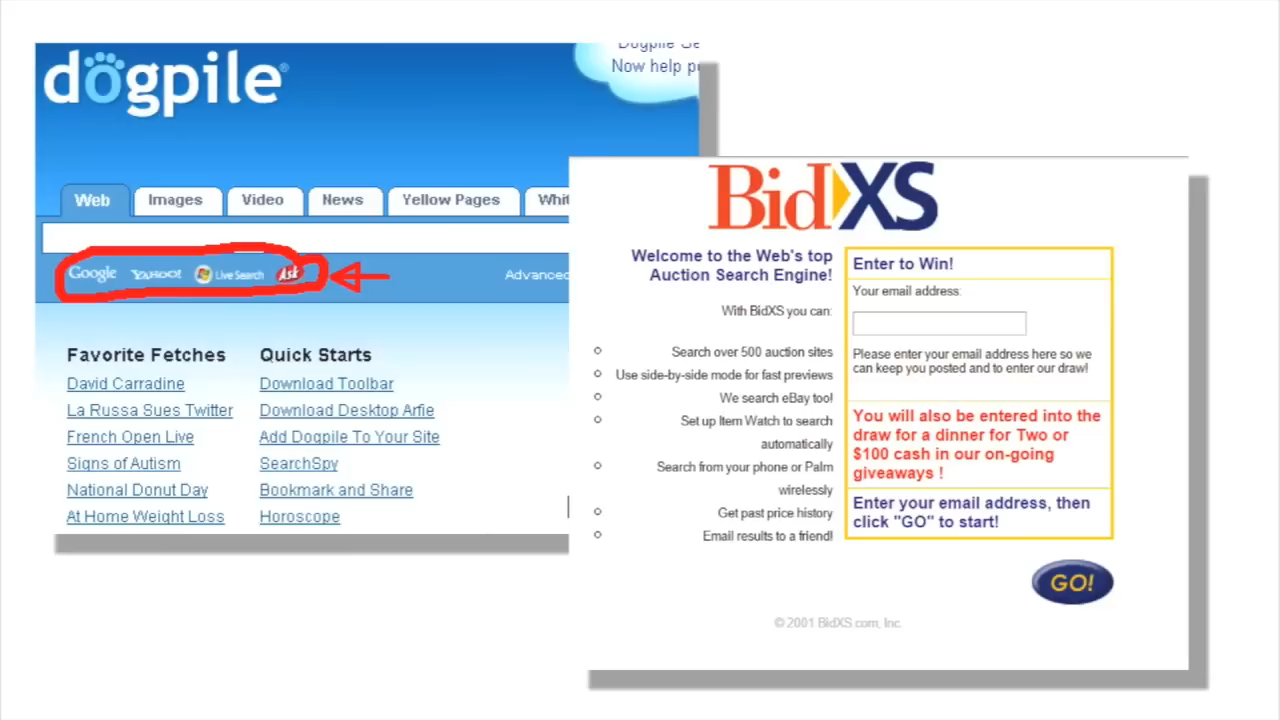 dogpile®
Now help p
Web
Images
Video
News
Yellow Pages
Google
YAHOO!
Live Search
Ask
Advanced
Favorite Fetches
David Carradine
La Russa Sues Twitter
French Open Live
Signs of Autism
National Donut Day
At Home Weight Loss
Quick Starts
Download Toolbar
Download Desktop Arfie
Add Dogpile To Your Site
SearchSpy
Bookmark and Share
Horoscope
BidXS
Welcome to the Web's top
Auction Search Engine!
With BidXS you can:
Search over 500 auction sites
Use side-by-side mode for fast previews
We search eBay too!
Set up Item Watch to search
automatically
Search from your phone or Palm
wirelessly
Get past price history
Email results to a friend!
Enter to Win!
Your email address:
Please enter your email address here so we
can keep you posted and to enter our draw!
You will also be entered into the
draw for a dinner for Two or
$100 cash in our on-going
giveaways !
Enter your email address, then
click "GO" to start!
GO!
© 2001 BidXS.com, Inc.